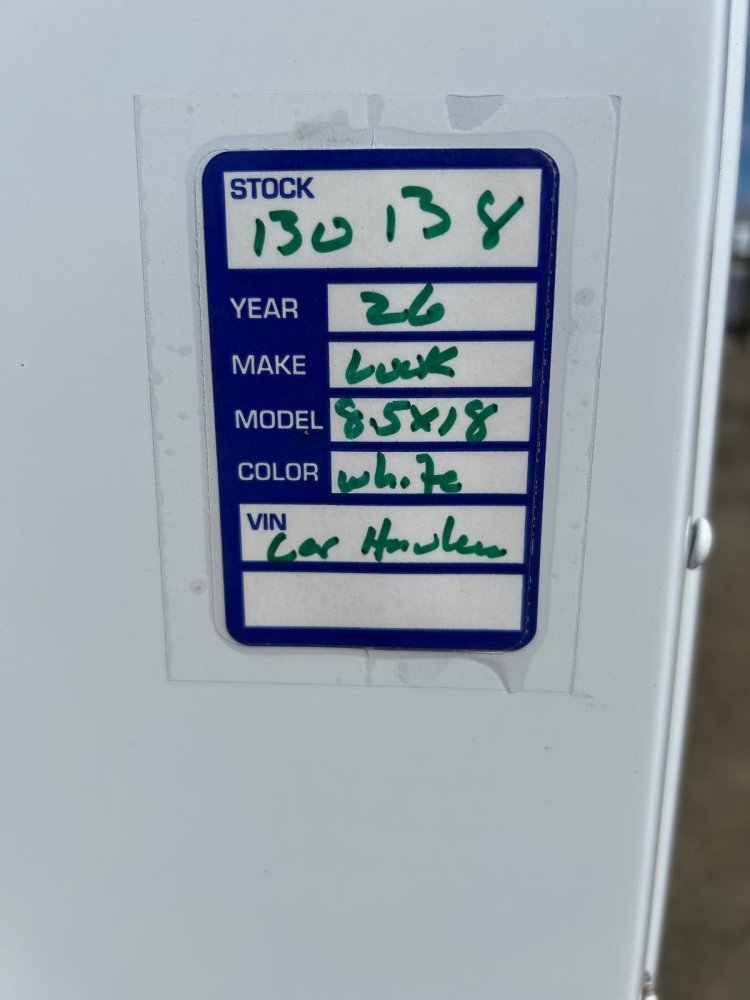 STOCK
130138
YEAR 26
MAKE Look
MODEL 8.5x18
COLOR white
VIN
Car Hauler